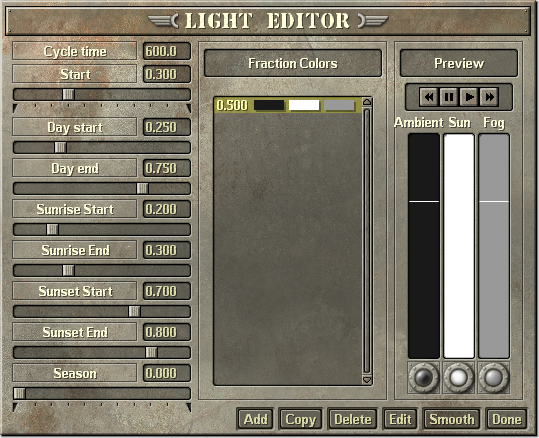 LIGHT EDITOR
Cycle time 600.0
Start 0.300
Day start 0.250
Day end 0.750
Sunrise Start 0.200
Sunrise End 0.300
Sunset Start 0.700
Sunset End 0.800
Season 0.000
Fraction Colors
0.500
Preview
Ambient Sun Fog
Add Copy Delete Edit Smooth Done